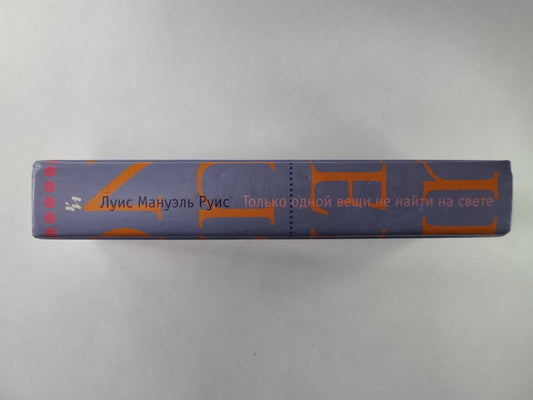 Луис Мануэль Руис Только одной вещи не найти на свете